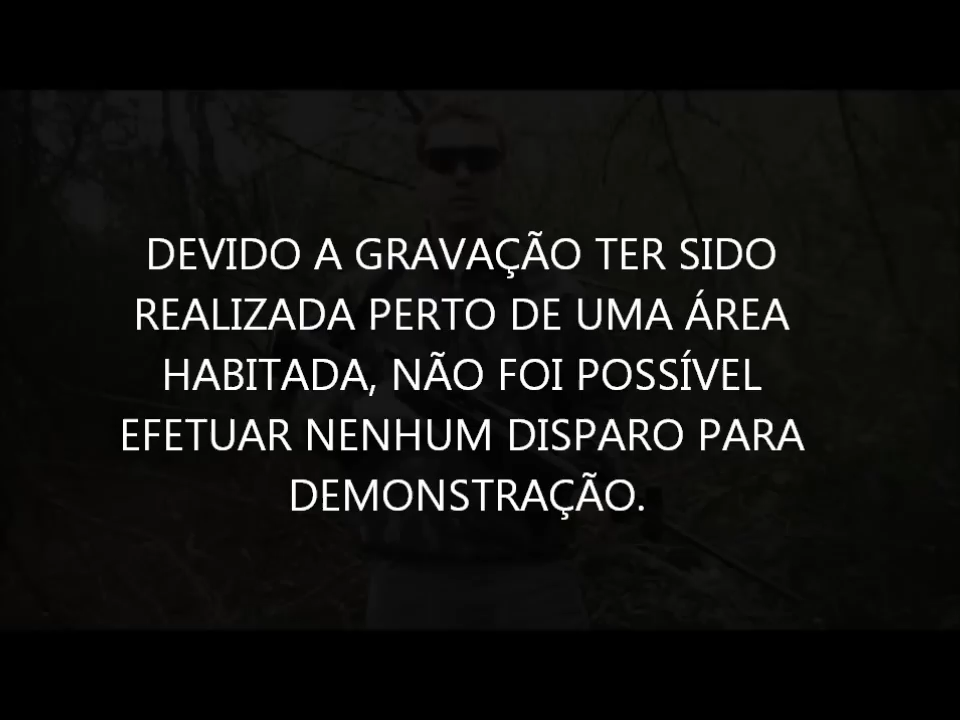 DEVIDO A GRAVAÇÃO TER SIDO
REALIZADA PERTO DE UMA ÁREA
HABITADA, NÃO FOI POSSÍVEL
EFETUAR NENHUM DISPARO PARA
DEMONSTRAÇÃO.